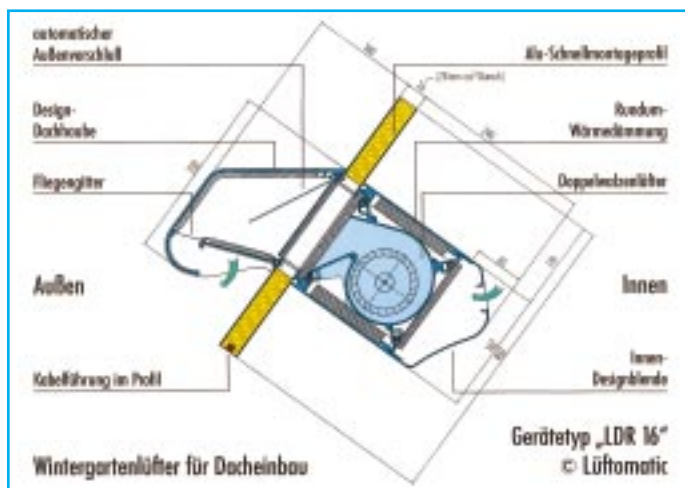 automatischer
Außenverschluß
Design-
Dachhaube
Fliegengitter
Außen
Kabelführung im Profil
Wintergartenlüfter für Dacheinbau
Alu-Schnellmontageprofil
Rundum-
Wärmedämmung
Doppelwalzenlüfter
Innen
Innen-
Designblende
Gerätetyp „LDR 16“
© Lüftomatic